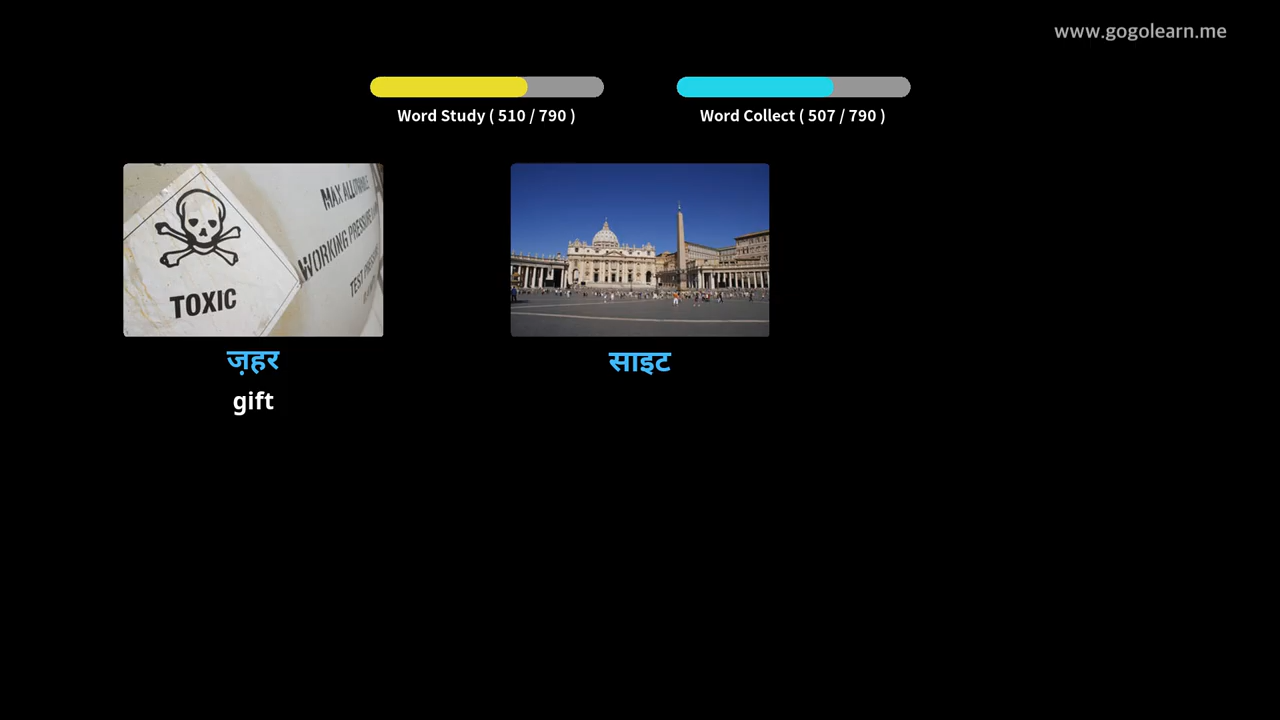 www.gogolearn.me
Word Study ( 510 / 790 )
Word Collect ( 507 / 790 )
MAX ALLOWABLE
WORKING PRESSURE
TEST
TOXIC
ज़हर
साइट
gift